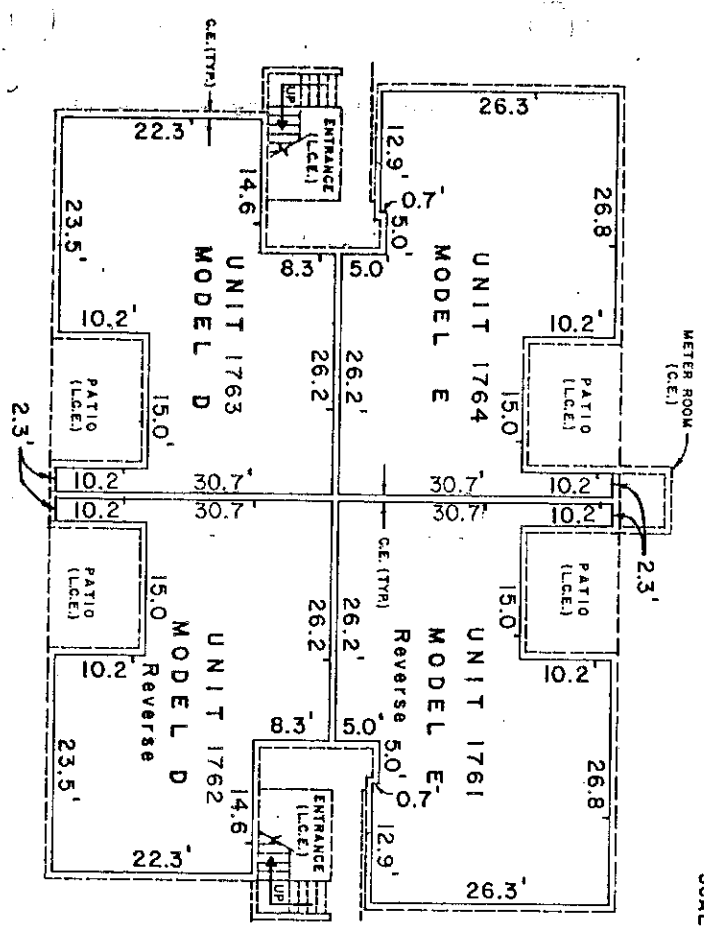 C.E. (TYP.)
22.3'
UP
ENTRANCE
(L.C.E.)
26.3'
12.9'
0.7'
5.0'
14.6'
23.5'
26.8'
UNIT 1763
MODEL D
8.3'
5.0'
UNIT 1764
MODEL E
10.2'
10.2'
26.2'
26.2'
METER ROOM
(C.E.)
PATIO
(L.C.E.)
15.0'
15.0'
PATIO
(L.C.E.)
2.3'
10.2'
30.7'
30.7'
10.2'
10.2'
30.7'
30.7'
10.2'
2.3'
C.E. (TYP.)
PATIO
(L.C.E.)
15.0
15.0'
PATIO
(L.C.E.)
10.2'
26.2'
26.2'
10.2'
UNIT 1762
MODEL D
Reverse
UNIT 1761
MODEL E-
Reverse
8.3'
5.0'
5.0'
0.7'
23.5'
14.6'
12.9'
26.8'
ENTRANCE
(L.C.E.)
UP
22.3'
26.3'